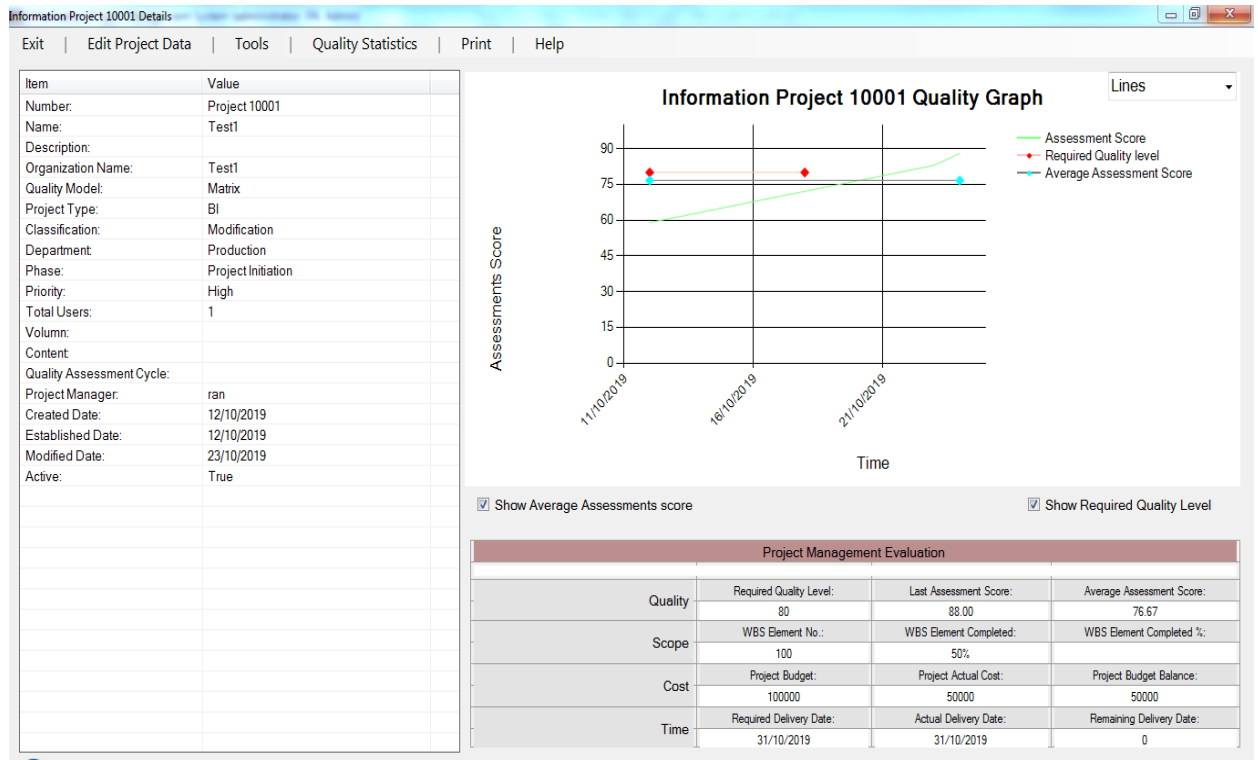 Information Project 10001 Details
Exit | Edit Project Data | Tools | Quality Statistics | Print | Help
Item Value
Number: Project 10001
Name: Test1
Description:
Organization Name: Test1
Quality Model: Matrix
Project Type: BI
Classification: Modification
Department: Production
Phase: Project Initiation
Priority: High
Total Users: 1
Volumn:
Content:
Quality Assessment Cycle:
Project Manager: ran
Created Date: 12/10/2019
Established Date: 12/10/2019
Modified Date: 23/10/2019
Active: True
Lines
Information Project 10001 Quality Graph
Assessment Score
Required Quality level
Average Assessment Score
90
75
60
45
30
15
0
Assessments Score
11/10/2019
16/10/2019
21/10/2019
Time
Show Average Assessments score
Show Required Quality Level
Project Management Evaluation
Quality
Required Quality Level: Last Assessment Score: Average Assessment Score:
80 88.00 76.67
Scope
WBS Element No.: WBS Element Completed: WBS Element Completed %:
100 50%
Cost
Project Budget: Project Actual Cost: Project Budget Balance:
100000 50000 50000
Time
Required Delivery Date: Actual Delivery Date: Remaining Delivery Date:
31/10/2019 31/10/2019 0